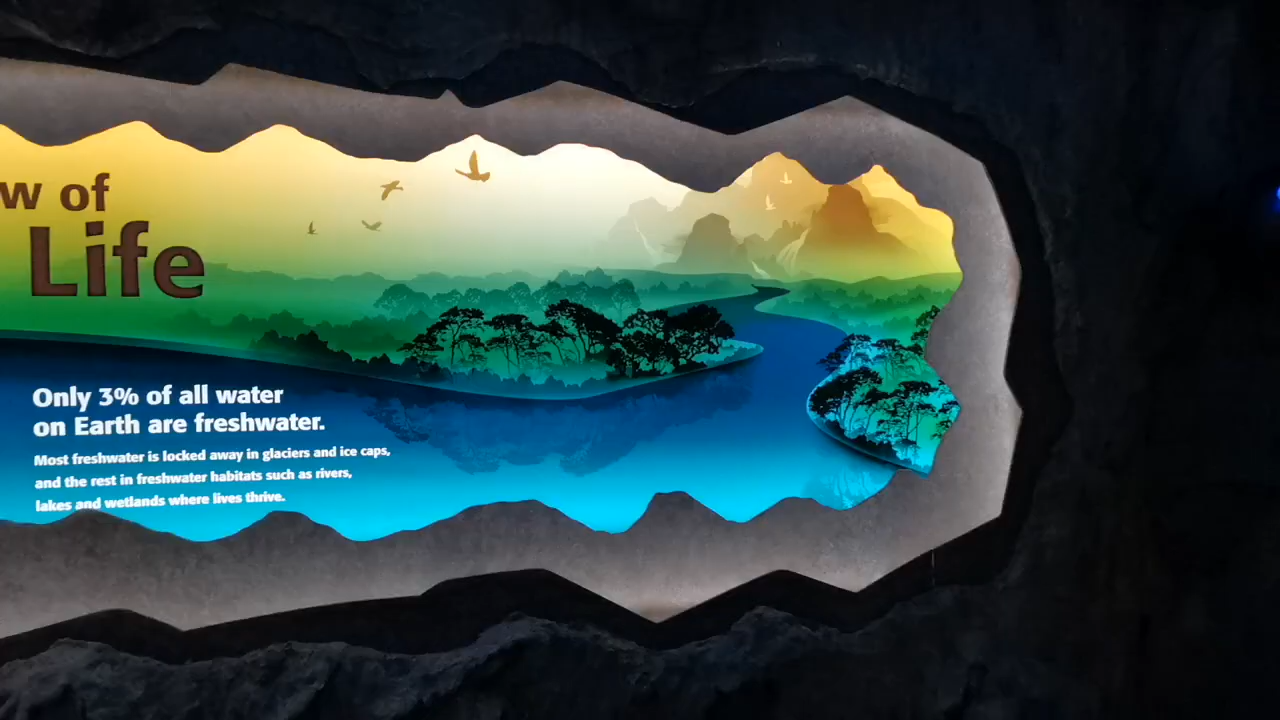 w of
Life
Only 3% of all water
on Earth are freshwater.
Most freshwater is locked away in glaciers and ice caps,
and the rest in freshwater habitats such as rivers,
lakes and wetlands where lives thrive.